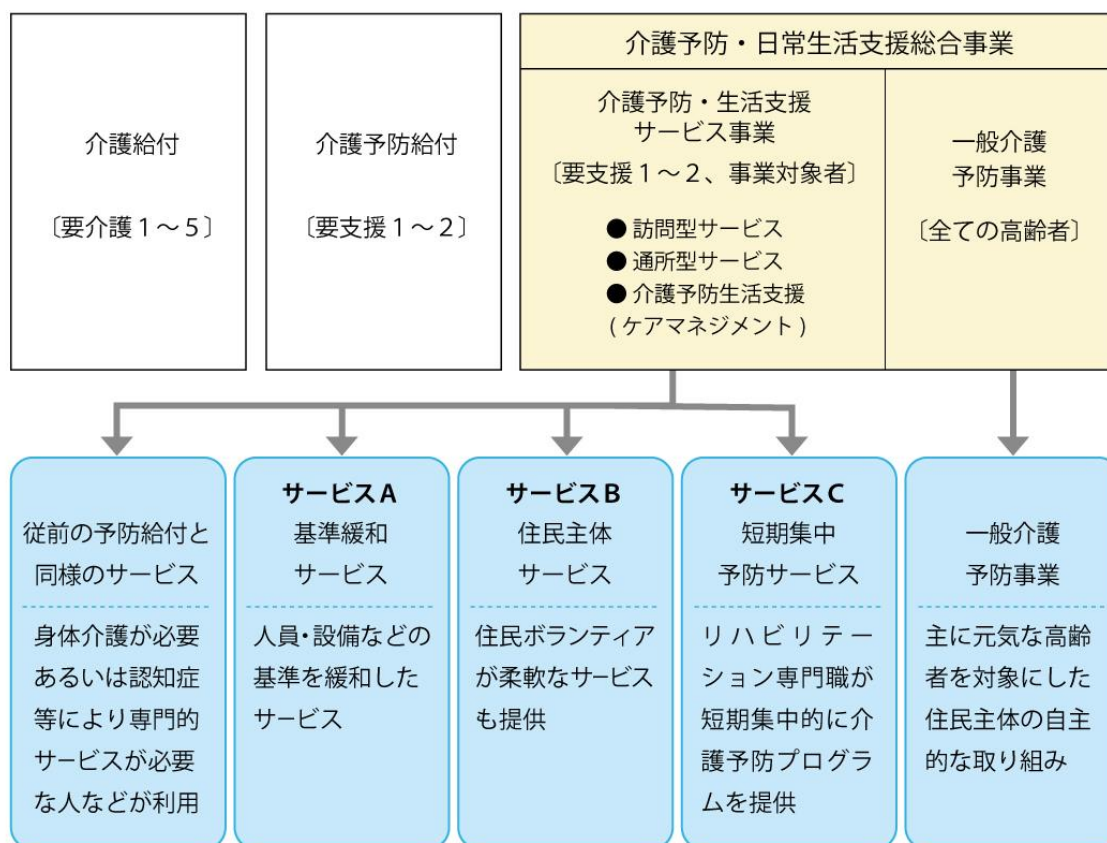 介護給付
〔要介護１～５〕
介護予防給付
〔要支援１～２〕
介護予防・日常生活支援総合事業
介護予防・生活支援
サービス事業
〔要支援１～２、事業対象者〕
● 訪問型サービス
● 通所型サービス
● 介護予防生活支援
(ケアマネジメント)
一般介護
予防事業
〔全ての高齢者〕
従前の予防給付と
同様のサービス
身体介護が必要
あるいは認知症
等により専門的
サービスが必要
な人などが利用
サービスA
基準緩和
サービス
人員・設備などの
基準を緩和した
サービス
サービスB
住民主体
サービス
住民ボランティア
が柔軟なサービス
も提供
サービスC
短期集中
予防サービス
リハビリテー
ション専門職が
短期集中的に介
護予防プログラ
ムを提供
一般介護
予防事業
主に元気な高齢
者を対象にした
住民主体の自主
的な取り組み